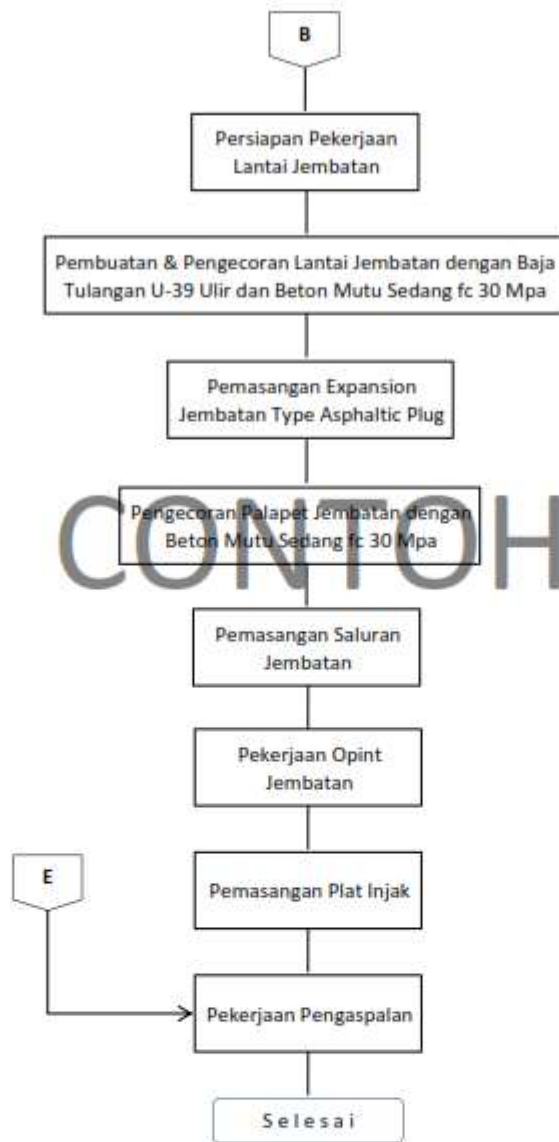 B
Persiapan Pekerjaan
Lantai Jembatan
Pembuatan & Pengecoran Lantai Jembatan dengan Baja
Tulangan U-39 Ulir dan Beton Mutu Sedang fc 30 Mpa
Pemasangan Expansion
Jembatan Type Asphaltic Plug
CONTOH
Pengecoran Palapet Jembatan dengan
Beton Mutu Sedang fc 30 Mpa
Pemasangan Saluran
Jembatan
Pekerjaan Opint
Jembatan
E
Pemasangan Plat Injak
Pekerjaan Pengaspalan
S e l e s a i